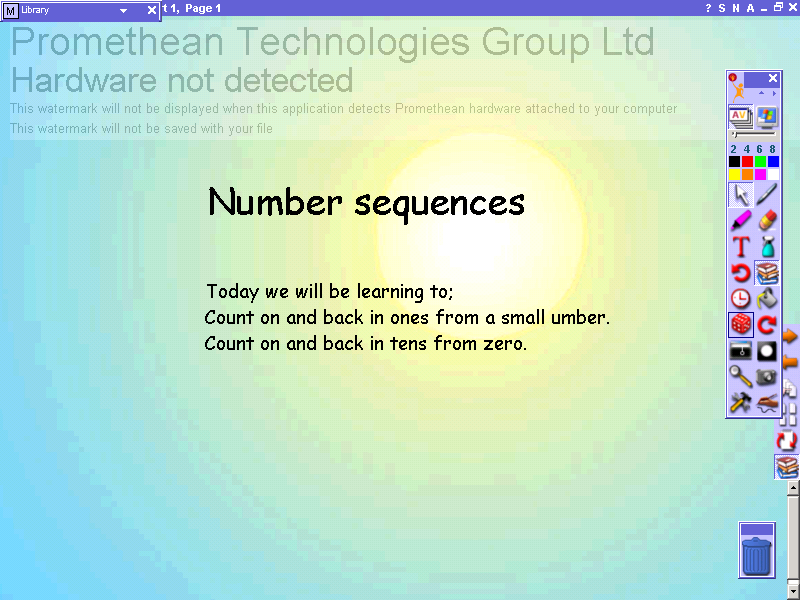 Library
t 1, Page 1
? S N A
Promethean Technologies Group Ltd
Hardware not detected
This watermark will not be displayed when this application detects Promethean hardware attached to your computer
This watermark will not be saved with your file
AV
2 4 6 8
Number sequences
T
Today we will be learning to;
Count on and back in ones from a small umber.
Count on and back in tens from zero.